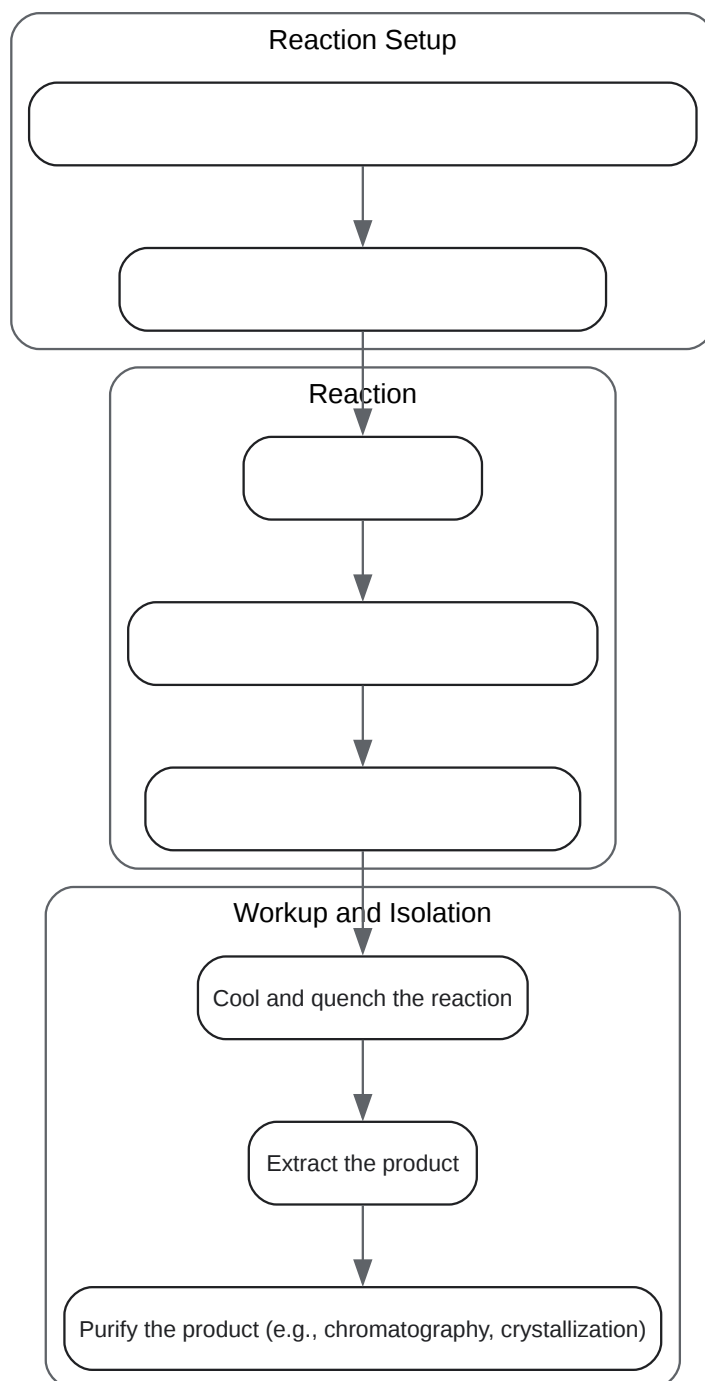 Reaction Setup
Reaction
Workup and Isolation
Cool and quench the reaction
Extract the product
Purify the product (e.g., chromatography, crystallization)